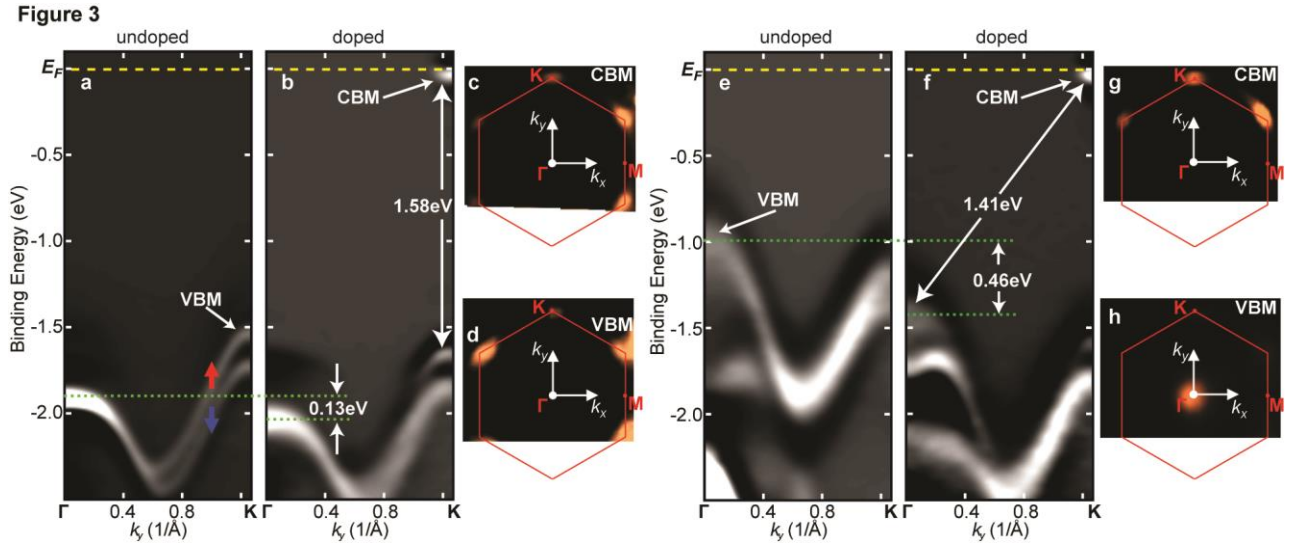 Figure 3
undoped
doped
undoped
doped
Binding Energy (eV)
E_F
-0.5
-1.0
-1.5
-2.0
a
VBM
Γ
0.4
0.8
K
k_y (1/Å)
b
CBM
1.58eV
0.13eV
0.4
0.8
K
k_y (1/Å)
c
K
CBM
k_y
Γ
k_x
M
d
K
VBM
k_y
Γ
k_x
M
Binding Energy (eV)
E_F
-0.5
-1.0
-1.5
-2.0
e
VBM
Γ
0.4
0.8
k_y (1/Å)
f
CBM
1.41eV
0.46eV
Γ
0.4
0.8
K
k_y (1/Å)
g
K
CBM
k_y
Γ
k_x
M
h
K
VBM
k_y
Γ
k_x
M